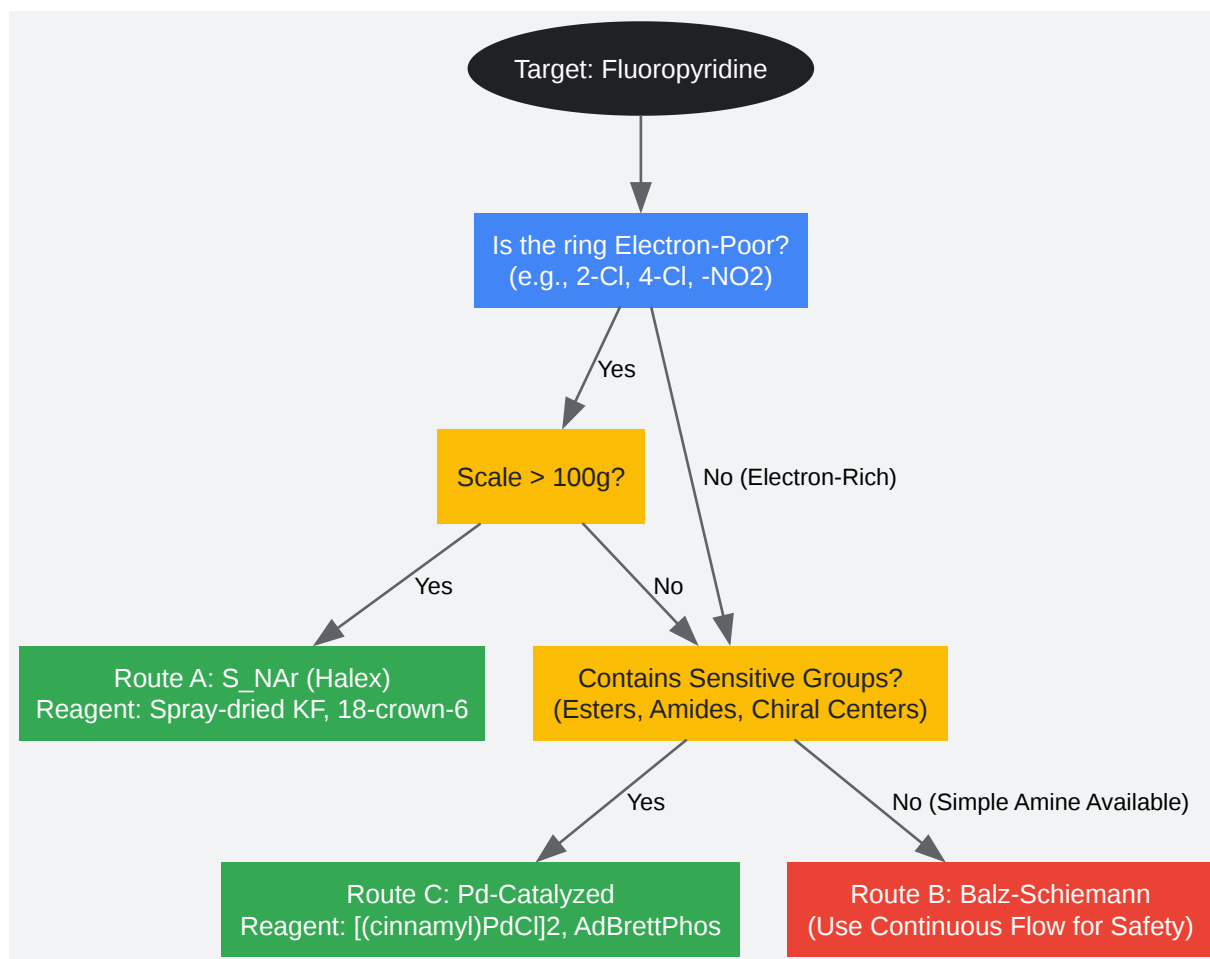 Target: Fluoropyridine
Is the ring Electron-Poor?
(e.g., 2-Cl, 4-Cl, -NO2)
Yes
Scale > 100g?
No (Electron-Rich)
Yes
No
Route A: S_NAr (Halex)
Reagent: Spray-dried KF, 18-crown-6
Contains Sensitive Groups?
(Esters, Amides, Chiral Centers)
Yes
No (Simple Amine Available)
Route C: Pd-Catalyzed
Reagent: [(cinnamyl)PdCl]2, AdBrettPhos
Route B: Balz-Schiemann
(Use Continuous Flow for Safety)